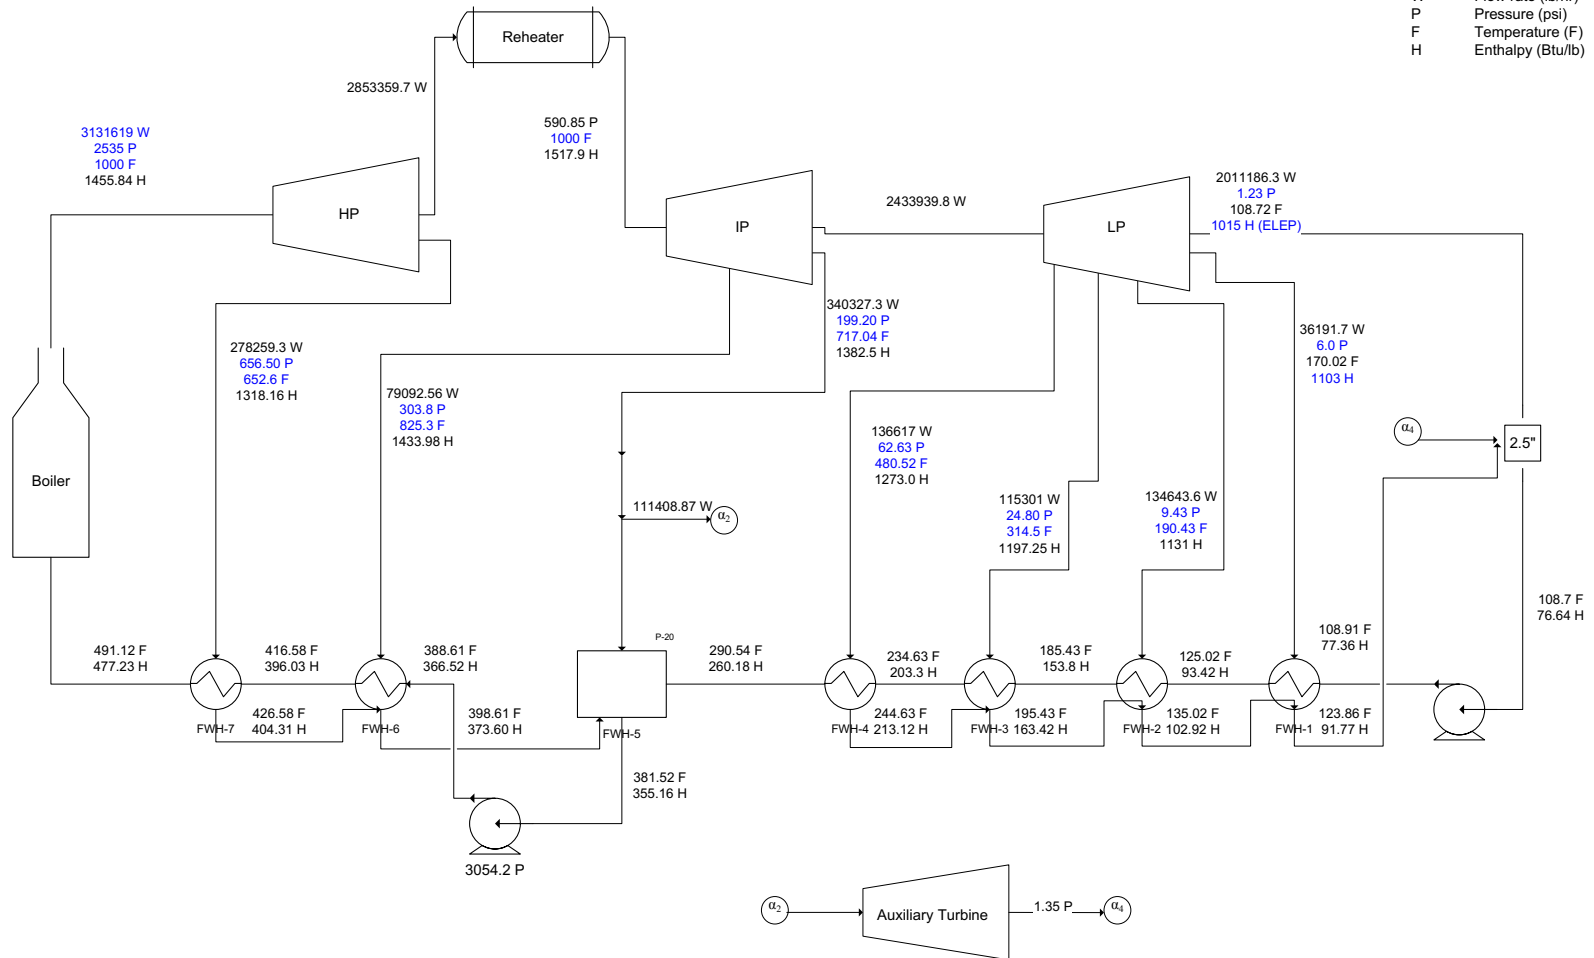 P Pressure (psi)
F Temperature (F)
H Enthalpy (Btu/lb)
Reheater
2853359.7 W
3131619 W
2535 P
1000 F
1455.84 H
590.85 P
1000 F
1517.9 H
HP
IP
2433939.8 W
LP
2011186.3 W
1.23 P
108.72 F
1015 H (ELEP)
278259.3 W
656.50 P
652.6 F
1318.16 H
79092.56 W
303.8 P
825.3 F
1433.98 H
340327.3 W
199.20 P
717.04 F
1382.5 H
36191.7 W
6.0 P
170.02 F
1103 H
136617 W
62.63 P
480.52 F
1273.0 H
α4
2.5"
Boiler
111408.87 W
α2
115301 W
24.80 P
314.5 F
1197.25 H
134643.6 W
9.43 P
190.43 F
1131 H
108.7 F
76.64 H
491.12 F
477.23 H
416.58 F
396.03 H
388.61 F
366.52 H
P-20
290.54 F
260.18 H
234.63 F
203.3 H
185.43 F
153.8 H
125.02 F
93.42 H
108.91 F
77.36 H
FWH-7
426.58 F
404.31 H
FWH-6
398.61 F
373.60 H
FWH-5
FWH-4
244.63 F
213.12 H
FWH-3
195.43 F
163.42 H
FWH-2
135.02 F
102.92 H
FWH-1
123.86 F
91.77 H
381.52 F
355.16 H
3054.2 P
α2
Auxiliary Turbine
1.35 P
α4